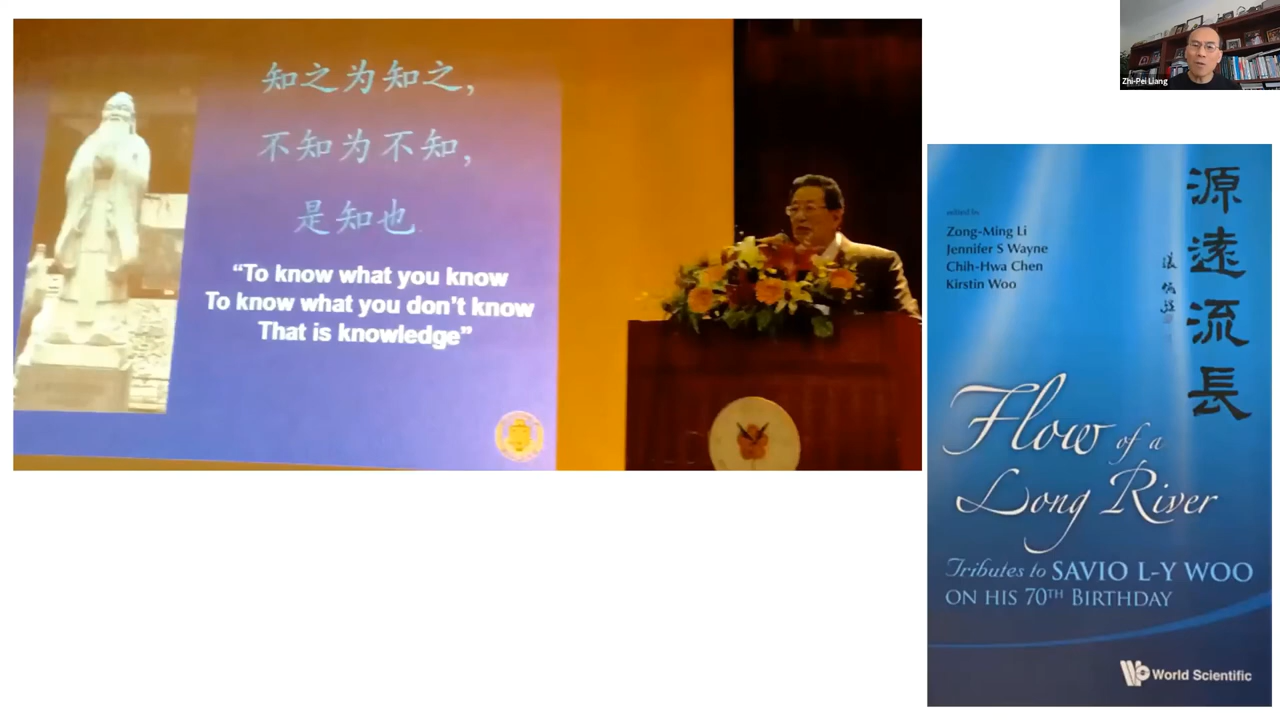 知之为知之,
不知为不知,
是知也.
“To know what you know
To know what you don’t know
That is knowledge”
Zhi-Pei Liang
edited by
Zong-Ming Li
Jennifer S Wayne
Chih-Hwa Chen
Kirstin Woo
源遠流長
Flow of a
Long River
Tributes to SAVIO L-Y WOO
ON HIS 70TH BIRTHDAY
World Scientific